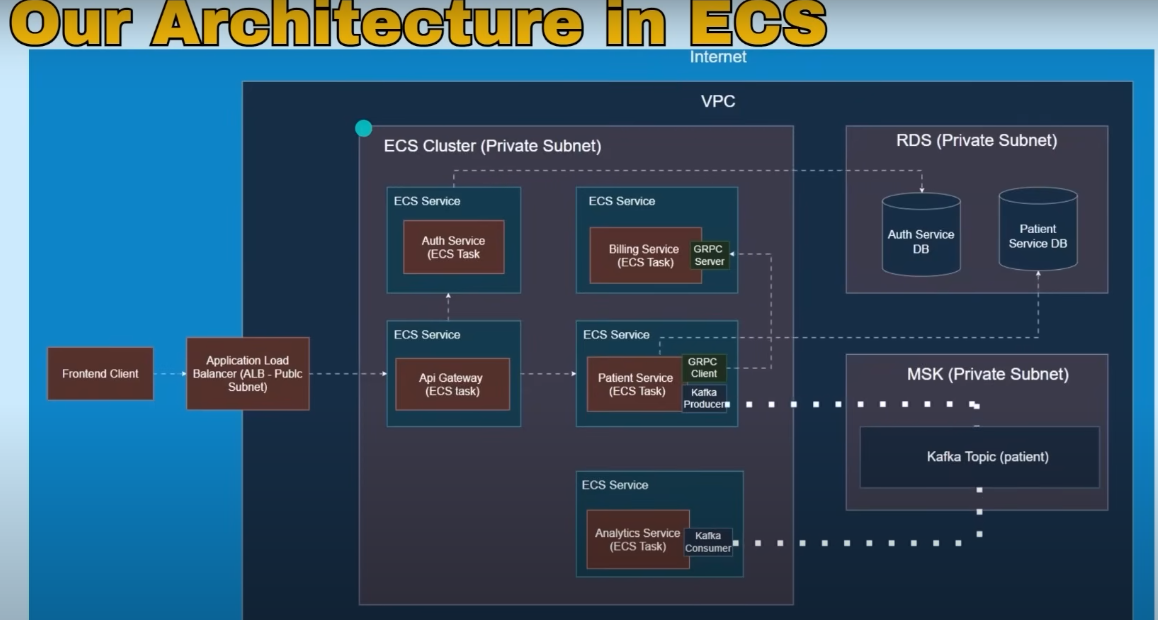 Our Architecture in ECS
Internet
VPC
ECS Cluster (Private Subnet)
RDS (Private Subnet)
ECS Service
Auth Service
(ECS Task
ECS Service
Billing Service
(ECS Task)
GRPC
Server
Auth Service
DB
Patient
Service DB
Frontend Client
Application Load
Balancer (ALB - Publc
Subnet)
ECS Service
Api Gateway
(ECS task)
ECS Service
Patient Service
(ECS Task)
GRPC
Client
Kafka
Producer
MSK (Private Subnet)
Kafka Topic (patient)
ECS Service
Analytics Service
(ECS Task)
Kafka
Consumer